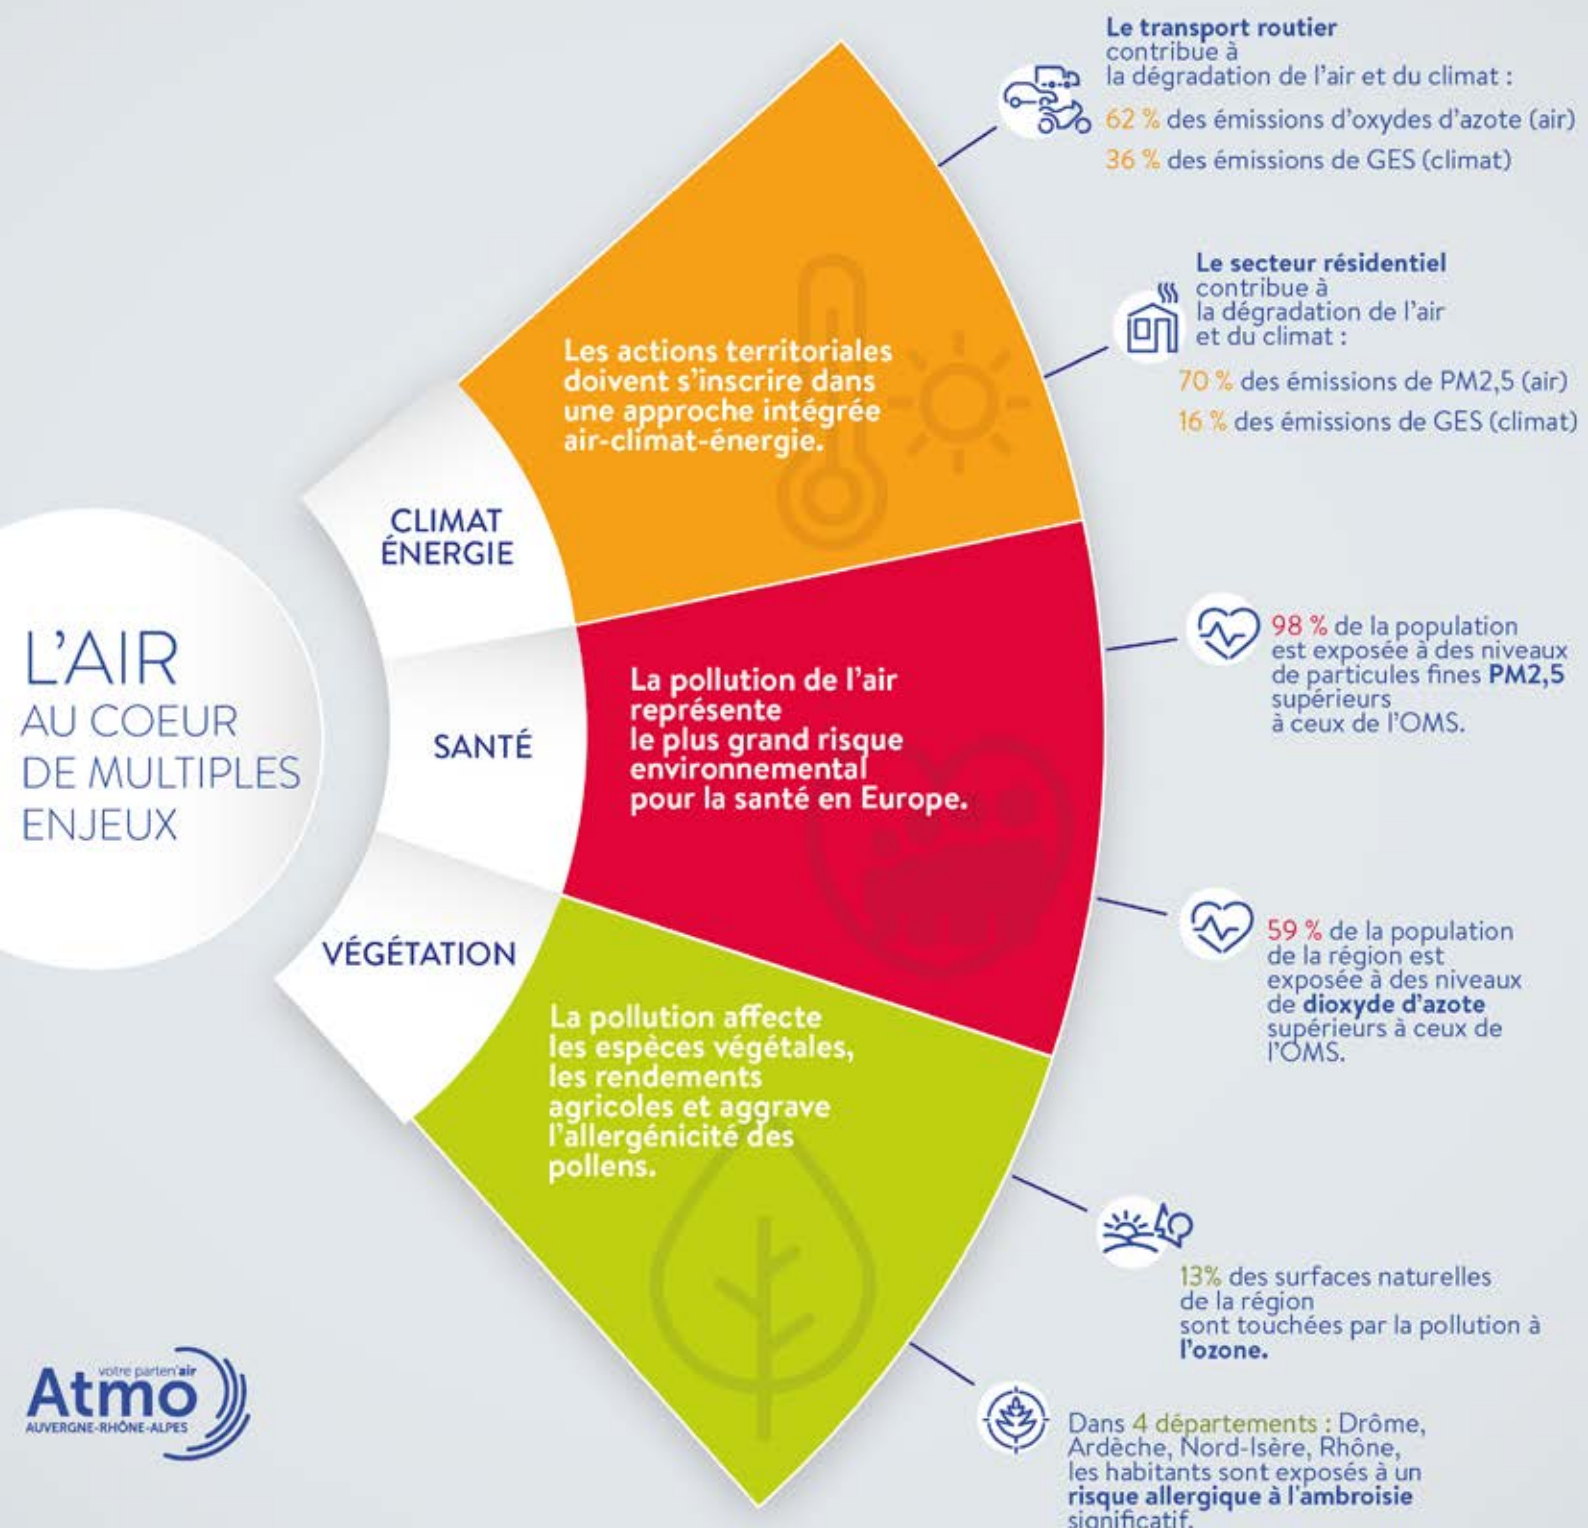 L'AIR
AU COEUR
DE MULTIPLES
ENJEUX
CLIMAT
ÉNERGIE
Les actions territoriales
doivent s'inscrire dans
une approche intégrée
air-climat-énergie.
Le transport routier
contribue à
la dégradation de l'air et du climat :
62 % des émissions d'oxydes d'azote (air)
36 % des émissions de GES (climat)
Le secteur résidentiel
contribue à
la dégradation de l'air
et du climat :
70 % des émissions de PM2,5 (air)
16 % des émissions de GES (climat)
SANTÉ
La pollution de l'air
représente
le plus grand risque
environnemental
pour la santé en Europe.
98 % de la population
est exposée à des niveaux
de particules fines PM2,5
supérieurs
à ceux de l'OMS.
59 % de la population
de la région est
exposée à des niveaux
de dioxyde d'azote
supérieurs à ceux de
l'OMS.
VÉGÉTATION
La pollution affecte
les espèces végétales,
les rendements
agricoles et aggrave
l'allergénicité des
pollens.
13% des surfaces naturelles
de la région
sont touchées par la pollution à
l'ozone.
Dans 4 départements : Drôme,
Ardèche, Nord-Isère, Rhône,
les habitants sont exposés à un
risque allergique à l'ambroisie
significatif.
votre parten'air
Atmo
AUVERGNE-RHÔNE-ALPES